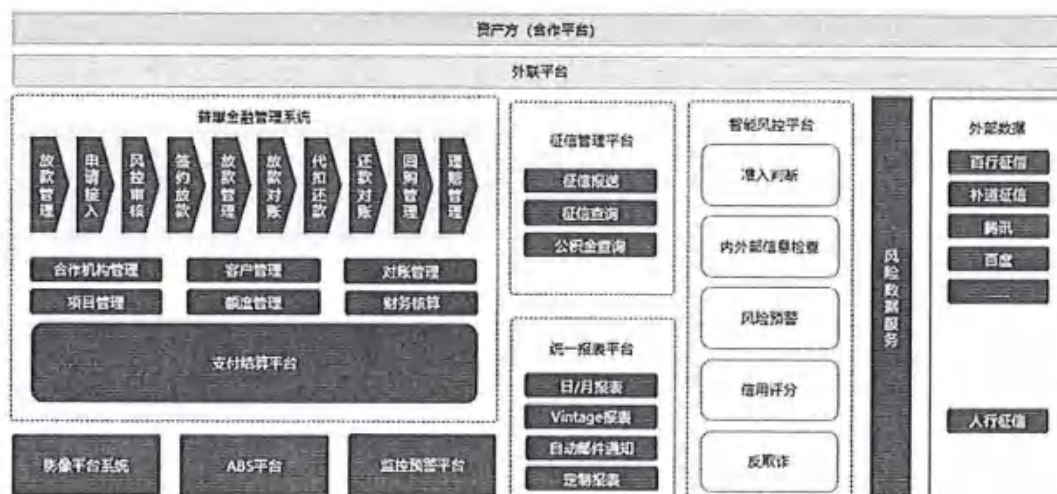 资产方（合作平台）
外联平台
普惠金融管理系统
放款管理
申请接入
风控审核
签约放款
放款管理
放款对账
代扣还款
还款对账
回购管理
理赔管理
合作机构管理
客户管理
对账管理
项目管理
额度管理
财务核算
支付结算平台
影像平台系统
ABS平台
监控预警平台
征信管理平台
征信报送
征信查询
公积金查询
统一报表平台
日/月报表
Vintage报表
自动邮件通知
定制报表
智能风控平台
准入判断
内外部信息检查
风险预警
信用评分
反欺诈
风险数据服务
外部数据
百行征信
朴道征信
腾讯
百度
......
人行征信